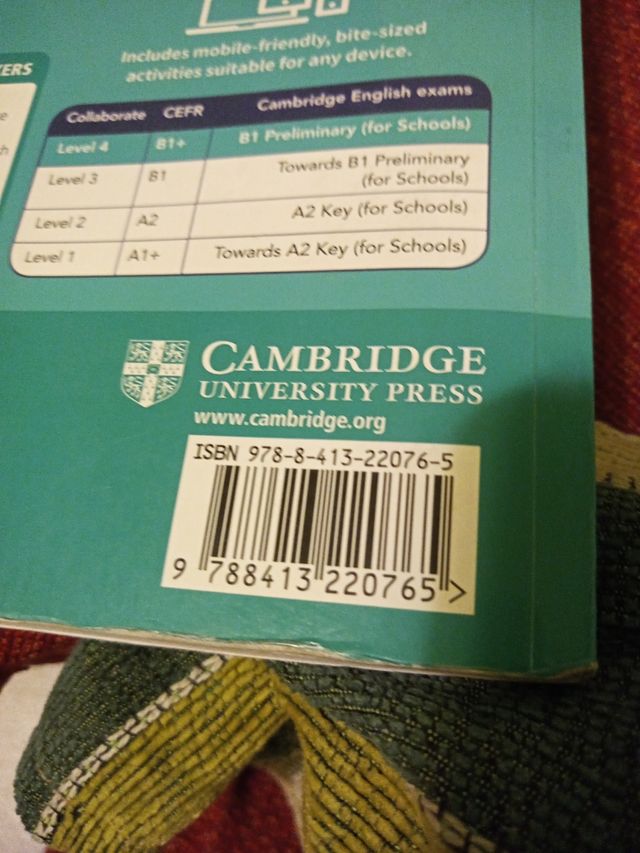 Includes mobile-friendly, bite-sized
activities suitable for any device.
Collaborate CEFR Cambridge English exams
Level 4 B1+ B1 Preliminary (for Schools)
Level 3 B1 Towards B1 Preliminary
(for Schools)
Level 2 A2 A2 Key (for Schools)
Level 1 A1+ Towards A2 Key (for Schools)
CAMBRIDGE
UNIVERSITY PRESS
www.cambridge.org
ISBN 978-8-413-22076-5
9 788413 220765 >